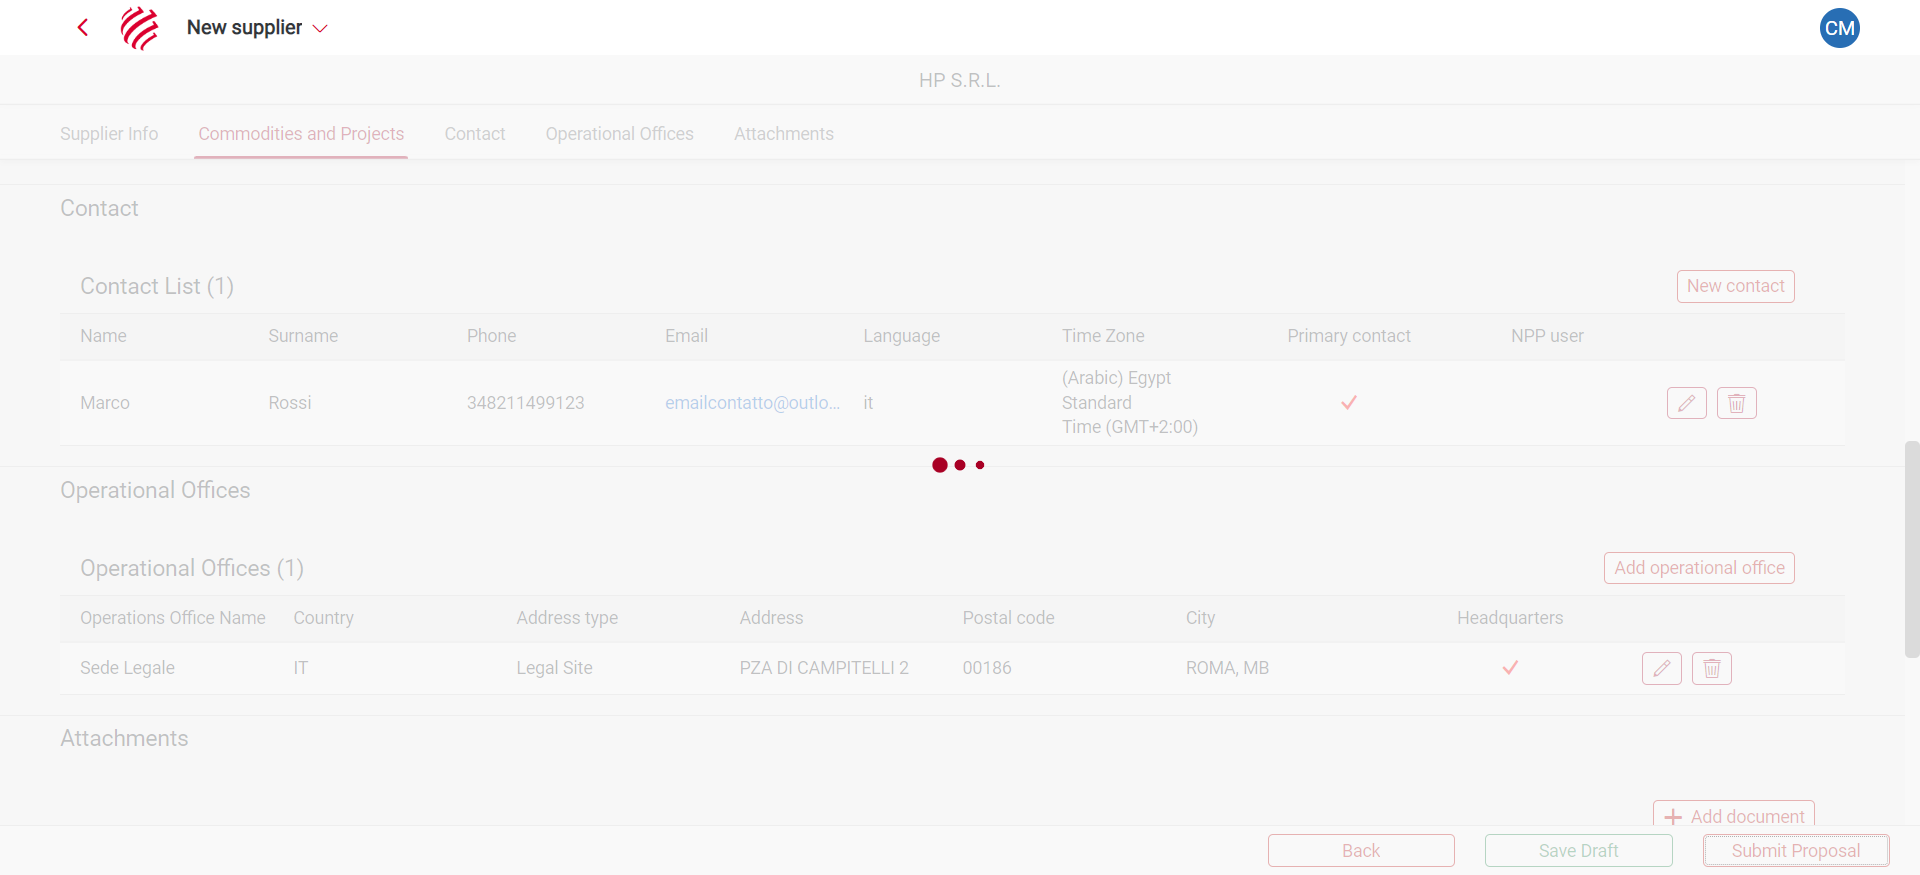 New supplier
CM
HP S.R.L.
Supplier Info Commodities and Projects Contact Operational Offices Attachments
Contact
Contact List (1)
New contact
Name Surname Phone Email Language Time Zone Primary contact NPP user
Marco Rossi 348211499123 emailcontatto@outlo... it (Arabic) Egypt
Standard
Time (GMT+2:00)
Operational Offices
Operational Offices (1)
Add operational office
Operations Office Name Country Address type Address Postal code City Headquarters
Sede Legale IT Legal Site PZA DI CAMPITELLI 2 00186 ROMA, MB
Attachments
Add document
Back Save Draft Submit Proposal